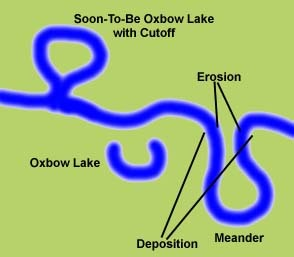 Soon-To-Be Oxbow Lake
with Cutoff
Erosion
Oxbow Lake
Deposition
Meander